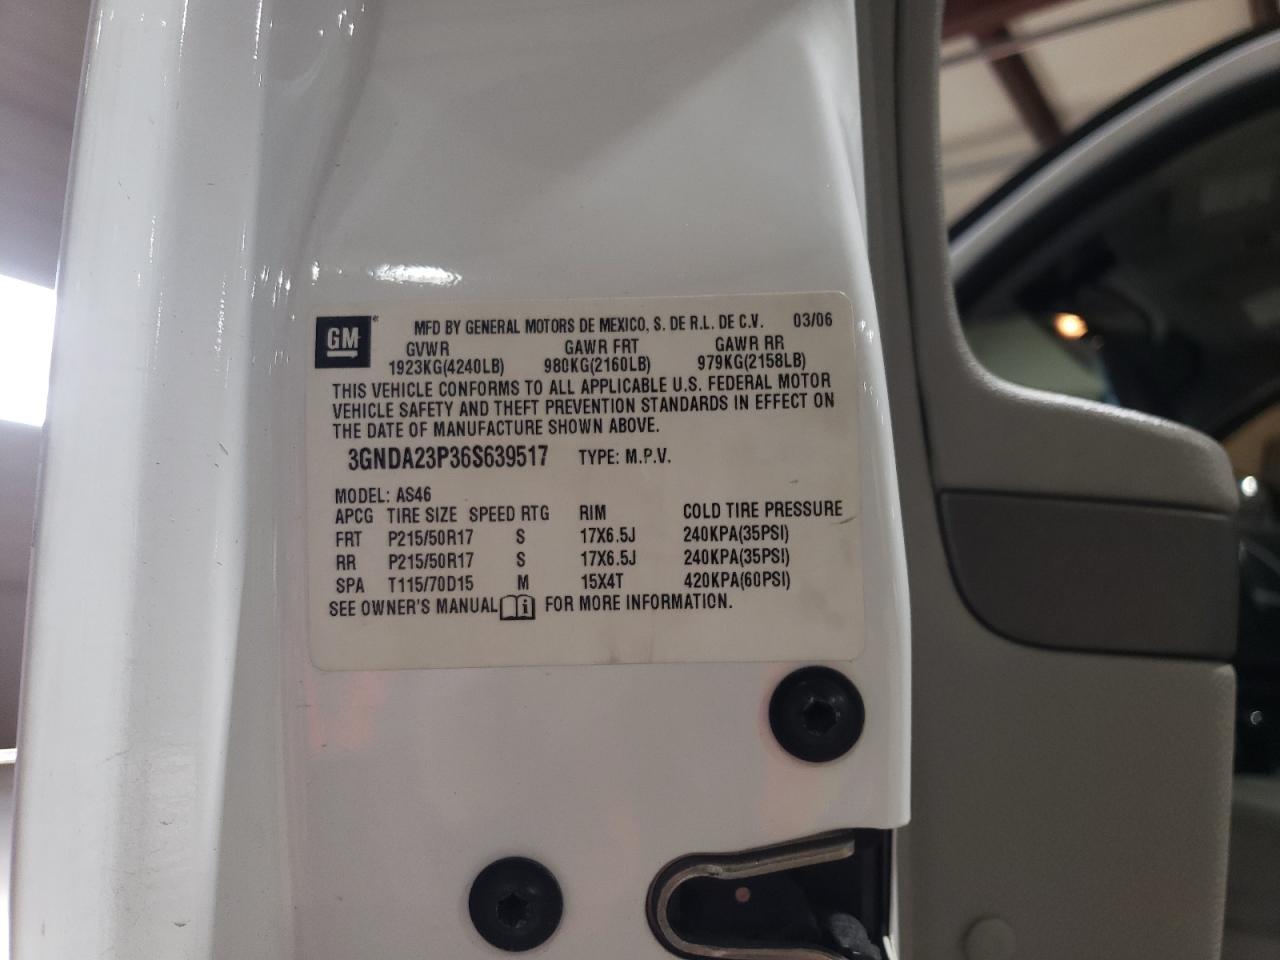 GM
MFD BY GENERAL MOTORS DE MEXICO, S. DE R.L. DE C.V. 03/06
GVWR GAWR FRT GAWR RR
1923KG(4240LB) 980KG(2160LB) 979KG(2158LB)
THIS VEHICLE CONFORMS TO ALL APPLICABLE U.S. FEDERAL MOTOR
VEHICLE SAFETY AND THEFT PREVENTION STANDARDS IN EFFECT ON
THE DATE OF MANUFACTURE SHOWN ABOVE.
3GNDA23P36S639517 TYPE: M.P.V.
MODEL: AS46
APCG TIRE SIZE SPEED RTG RIM COLD TIRE PRESSURE
FRT P215/50R17 S 17X6.5J 240KPA(35PSI)
RR P215/50R17 S 17X6.5J 240KPA(35PSI)
SPA T115/70D15 M 15X4T 420KPA(60PSI)
SEE OWNER'S MANUAL i FOR MORE INFORMATION.